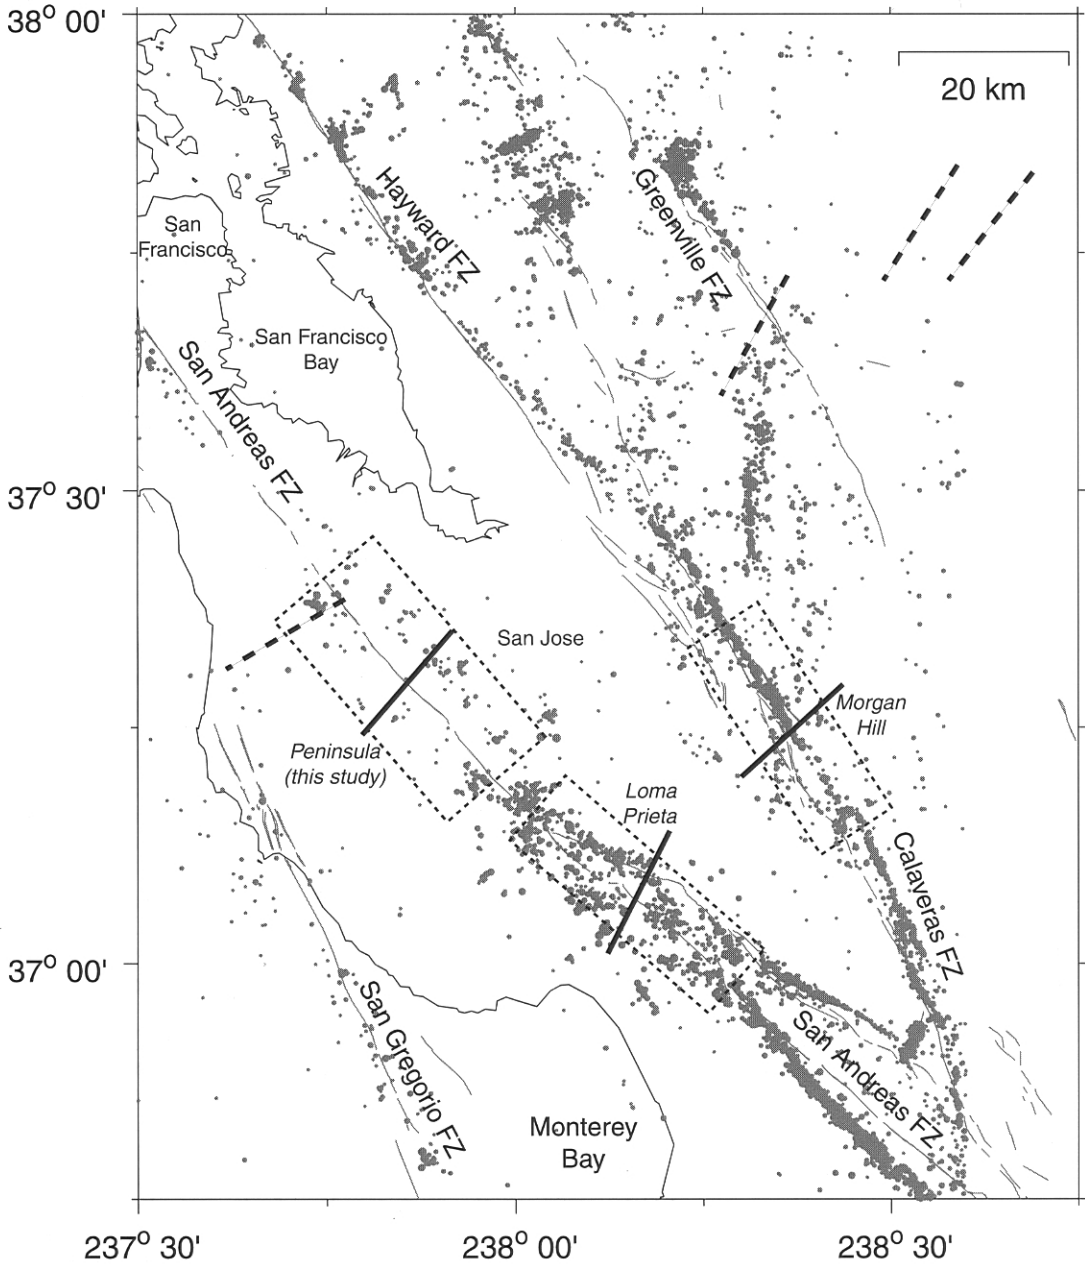 38° 00'
20 km
Hayward FZ
Greenville FZ
San
Francisco
San Francisco
Bay
San Andreas FZ
37° 30'
San Jose
Morgan
Hill
Peninsula
(this study)
Loma
Prieta
Calaveras FZ
37° 00'
San Gregorio FZ
San Andreas FZ
Monterey
Bay
237° 30'
238° 00'
238° 30'